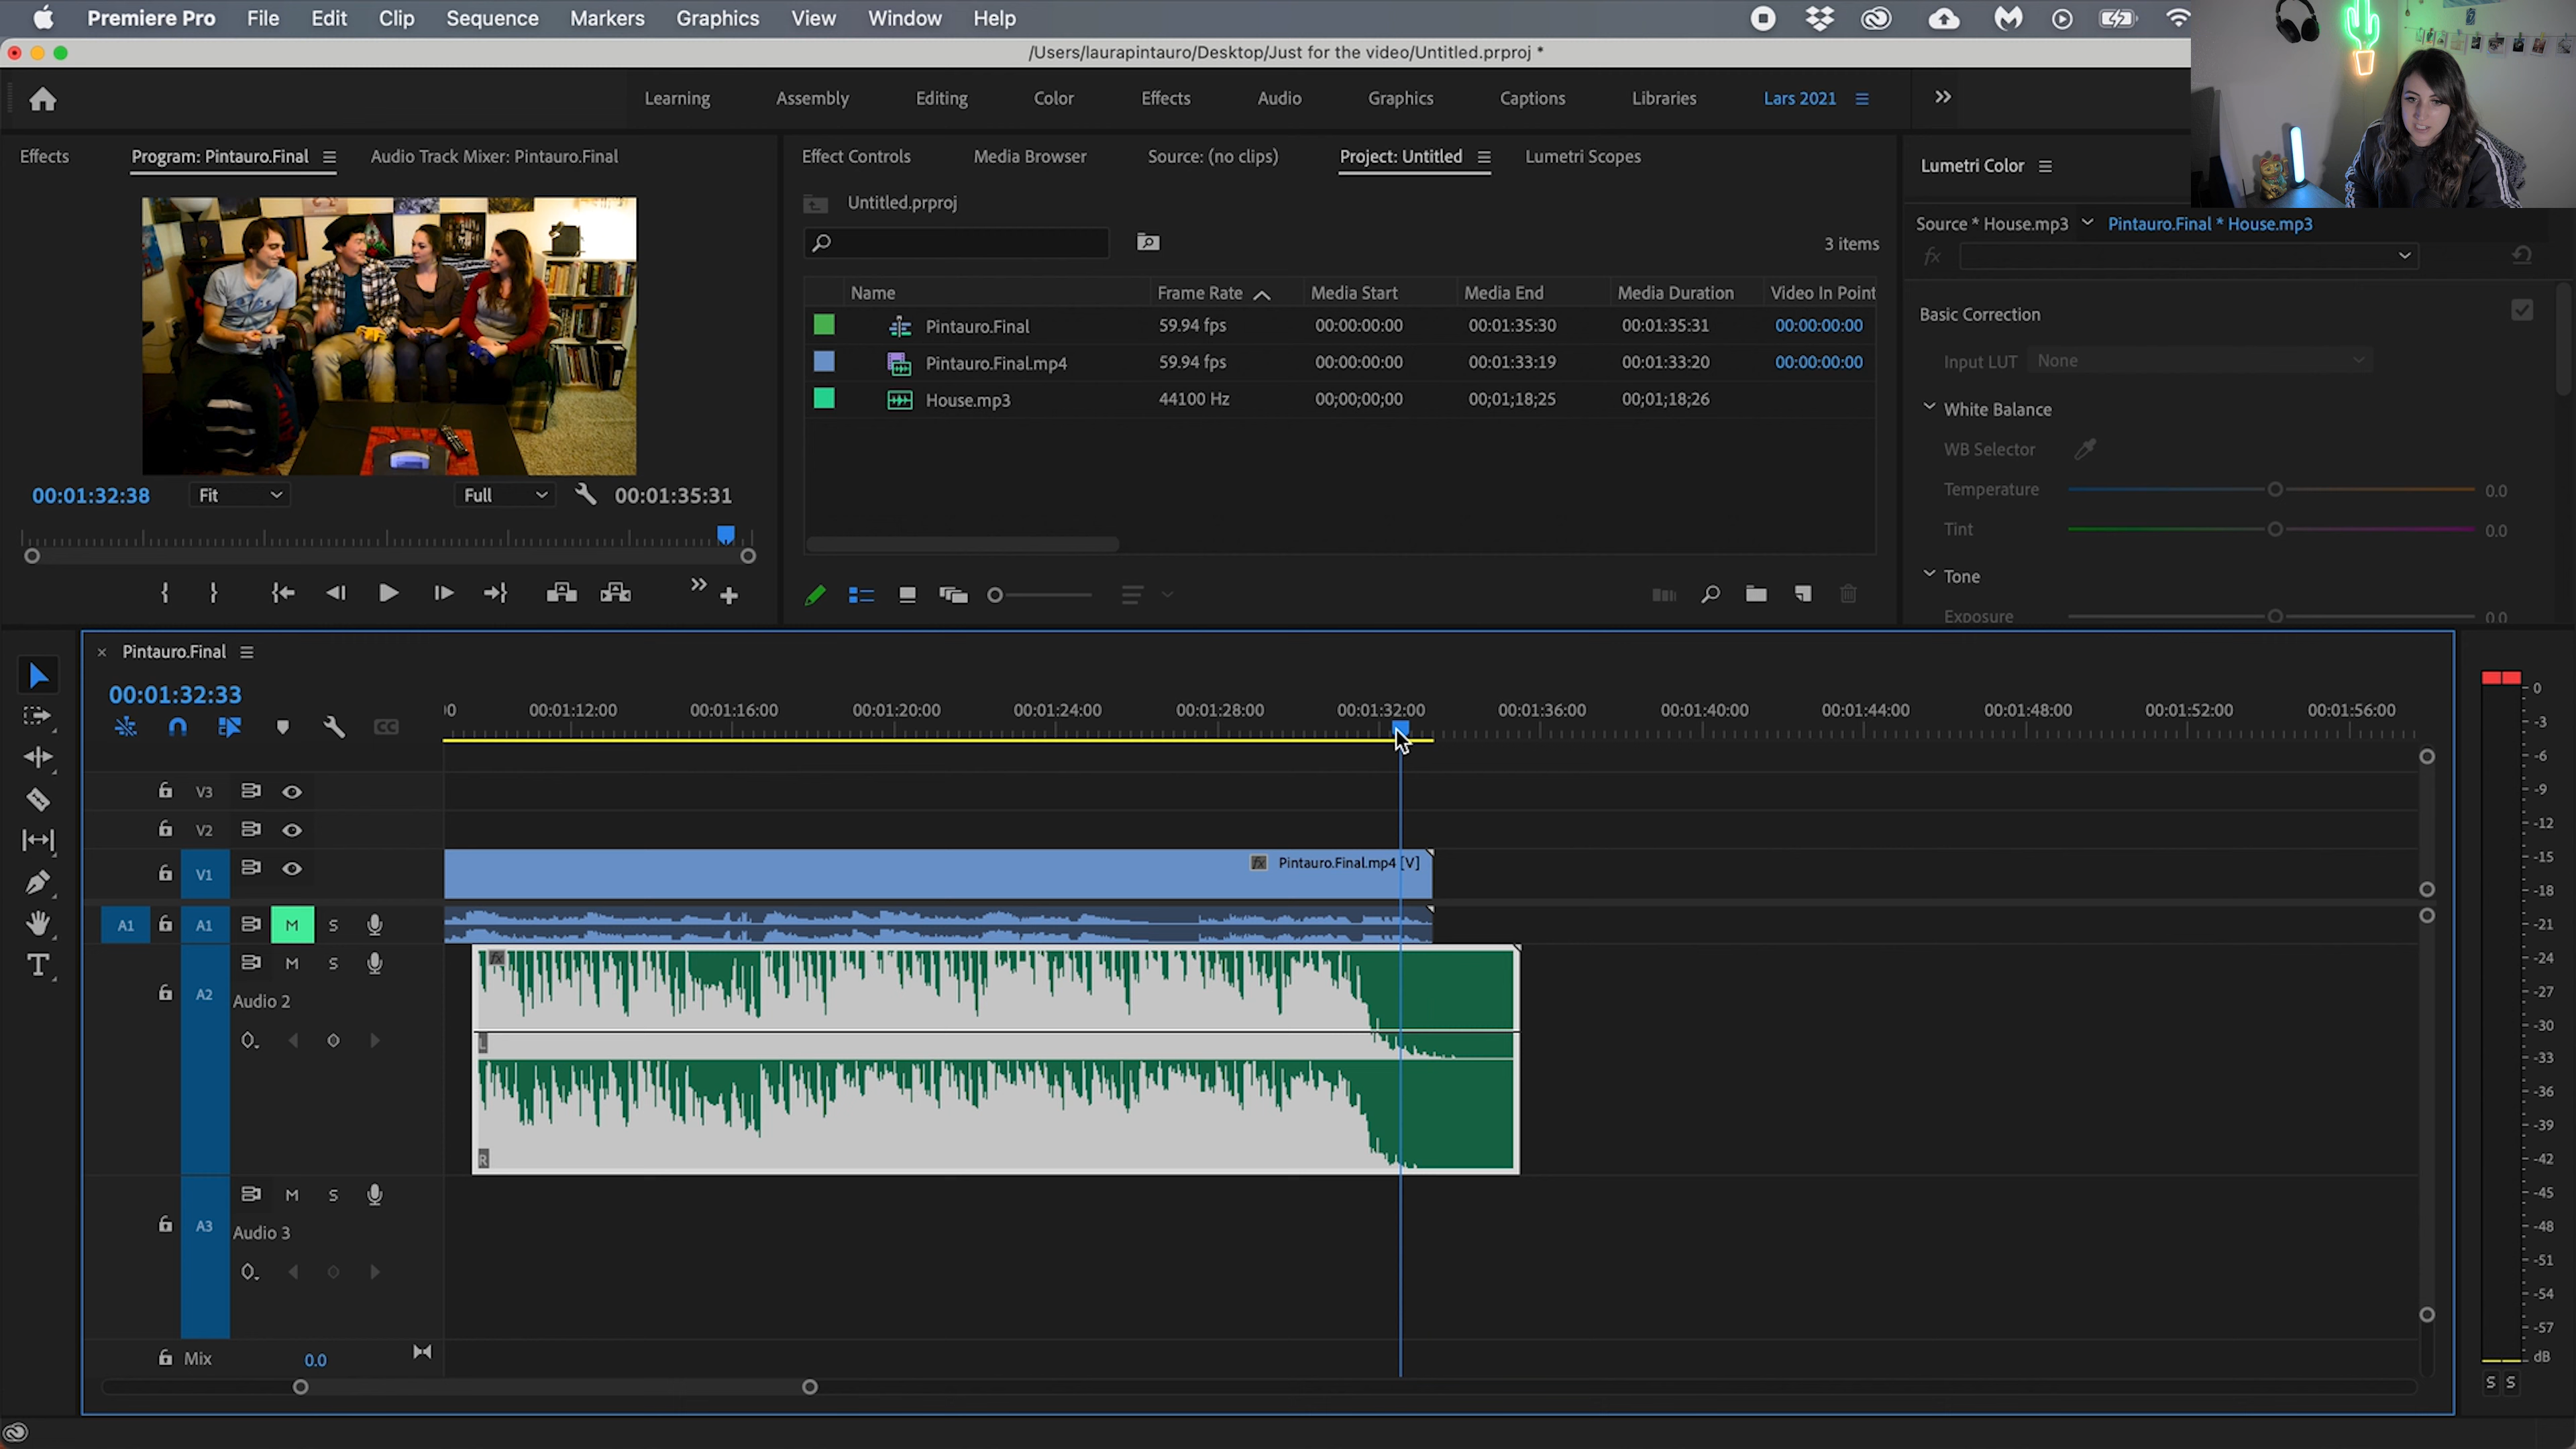 Premiere Pro File Edit Clip Sequence Markers Graphics View Window Help
/Users/laurapintauro/Desktop/Just for the video/Untitled.prproj *
Learning Assembly Editing Color Effects Audio Graphics Captions Libraries Lars 2021
Effects Program: Pintauro.Final Audio Track Mixer: Pintauro.Final
Effect Controls Media Browser Source: (no clips) Project: Untitled Lumetri Scopes
Lumetri Color
Untitled.prproj
Source * House.mp3 Pintauro.Final * House.mp3
3 items
fx
Name Frame Rate Media Start Media End Media Duration Video In Point
Pintauro.Final 59.94 fps 00:00:00:00 00:01:35:30 00:01:35:31 00:00:00:00
Pintauro.Final.mp4 59.94 fps 00:00:00:00 00:01:33:19 00:01:33:20 00:00:00:00
House.mp3 44100 Hz 00;00;00;00 00;01;18;25 00;01;18;26
Basic Correction
Input LUT None
White Balance
WB Selector
Temperature 0.0
Tint 0.0
Tone
Exposure 0.0
00:01:32:38 Fit Full 00:01:35:31
Pintauro.Final
00:01:32:33
00 00:01:12:00 00:01:16:00 00:01:20:00 00:01:24:00 00:01:28:00 00:01:32:00 00:01:36:00 00:01:40:00 00:01:44:00 00:01:48:00 00:01:52:00 00:01:56:00
CC
V3
V2
V1
fx Pintauro.Final.mp4 [V]
A1 A1 M S
M S
A2 Audio 2
fx
L
R
M S
A3 Audio 3
Mix 0.0
0
-3
-6
-9
-12
-15
-18
-21
-24
-27
-30
-33
-36
-39
-42
-45
-48
-51
-54
-57
dB
S S